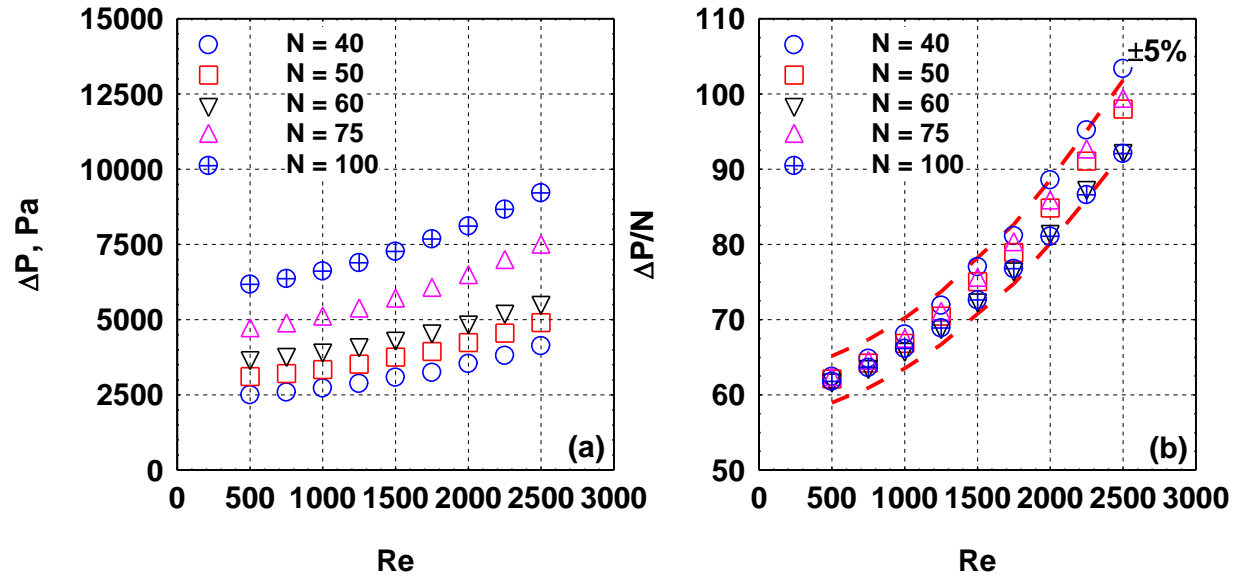 15000
12500
10000
7500
5000
2500
0
ΔP, Pa
N = 40
N = 50
N = 60
N = 75
N = 100
(a)
0 500 1000 1500 2000 2500 3000
Re
110
100
90
80
70
60
50
ΔP/N
N = 40
N = 50
N = 60
N = 75
N = 100
±5%
(b)
0 500 1000 1500 2000 2500 3000
Re